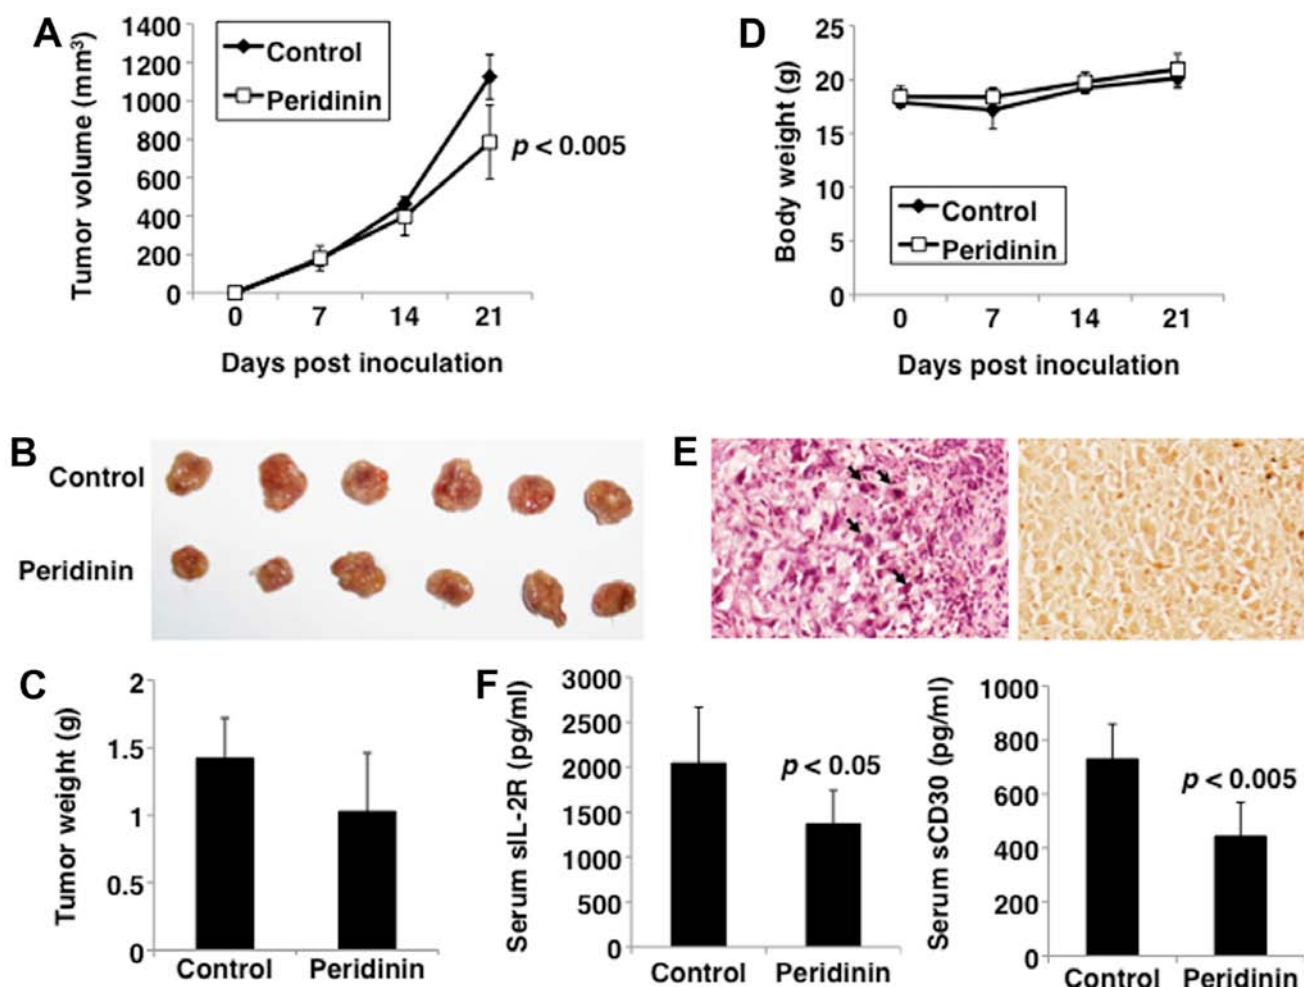 A
Tumor volume (mm³)
1400
1200
1000
800
600
400
200
0
Control
Peridinin
p < 0.005
0 7 14 21
Days post inoculation
D
Body weight (g)
25
20
15
10
5
0
Control
Peridinin
0 7 14 21
Days post inoculation
B
Control
Peridinin
E
C
Tumor weight (g)
2
1.5
1
0.5
0
Control Peridinin
F
Serum sIL-2R (pg/ml)
3000
2500
2000
1500
1000
500
0
p < 0.05
Control Peridinin
Serum sCD30 (pg/ml)
1000
800
600
400
200
0
p < 0.005
Control Peridinin